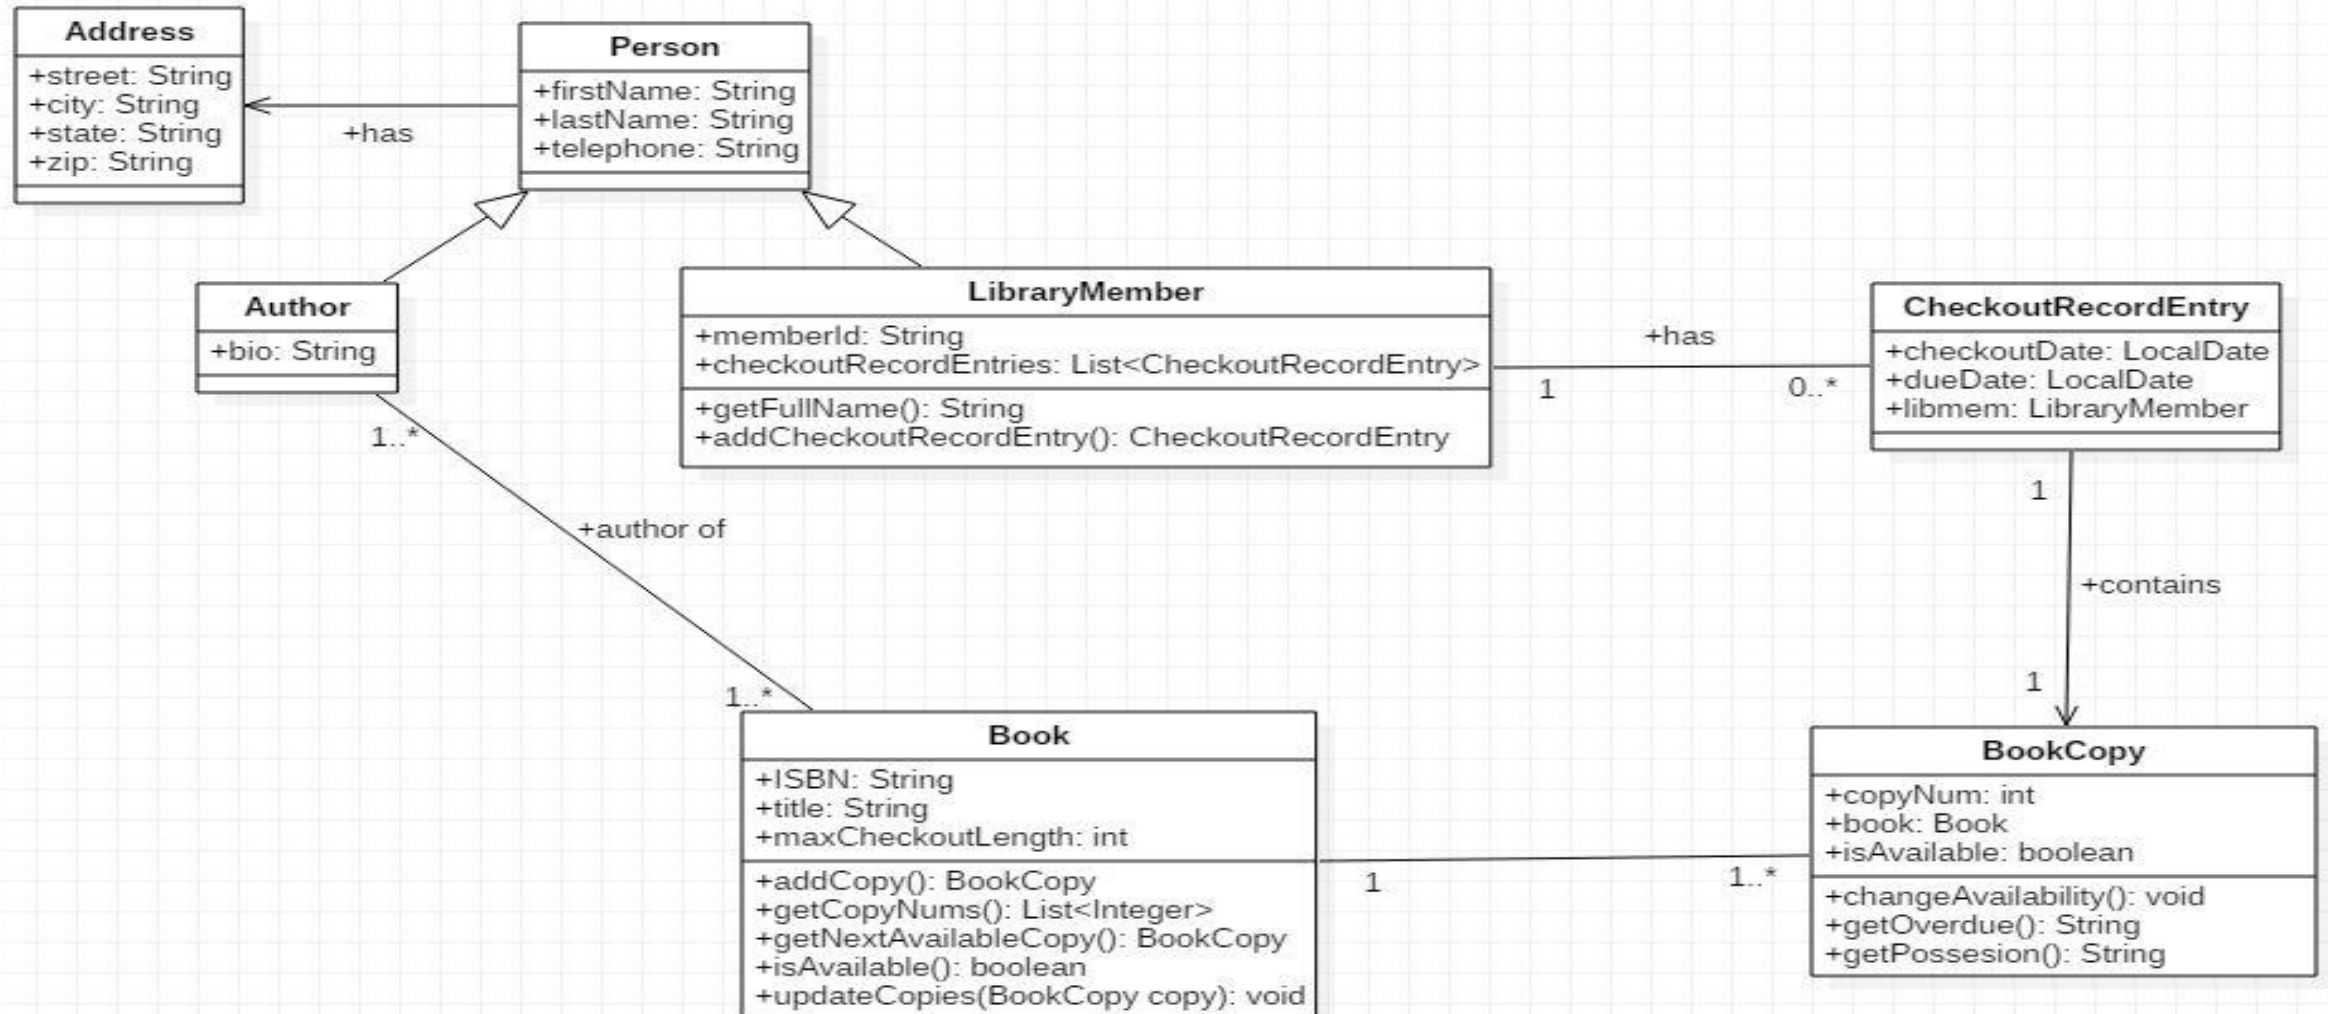 Address
+street: String
+city: String
+state: String
+zip: String
+has
Person
+firstName: String
+lastName: String
+telephone: String
Author
+bio: String
LibraryMember
+memberId: String
+checkoutRecordEntries: List<CheckoutRecordEntry>
+getFullName(): String
+addCheckoutRecordEntry(): CheckoutRecordEntry
+has
1
0..*
CheckoutRecordEntry
+checkoutDate: LocalDate
+dueDate: LocalDate
+libmem: LibraryMember
1..*
+author of
1..*
1
+contains
1
Book
+ISBN: String
+title: String
+maxCheckoutLength: int
+addCopy(): BookCopy
+getCopyNums(): List<Integer>
+getNextAvailableCopy(): BookCopy
+isAvailable(): boolean
+updateCopies(BookCopy copy): void
1
1..*
BookCopy
+copyNum: int
+book: Book
+isAvailable: boolean
+changeAvailability(): void
+getOverdue(): String
+getPossesion(): String